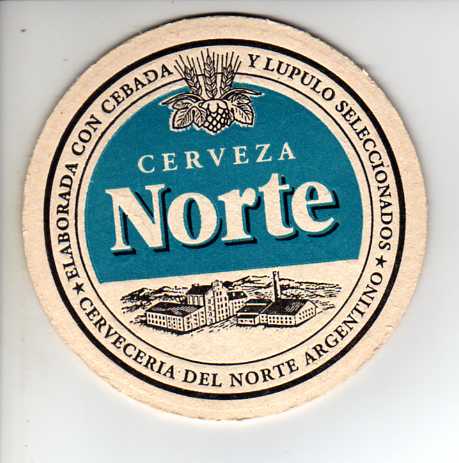 ELABORADA CON CEBADA Y LUPULO SELECCIONADOS
CERVEZA
Norte
★ CERVECERIA DEL NORTE ARGENTINO ★